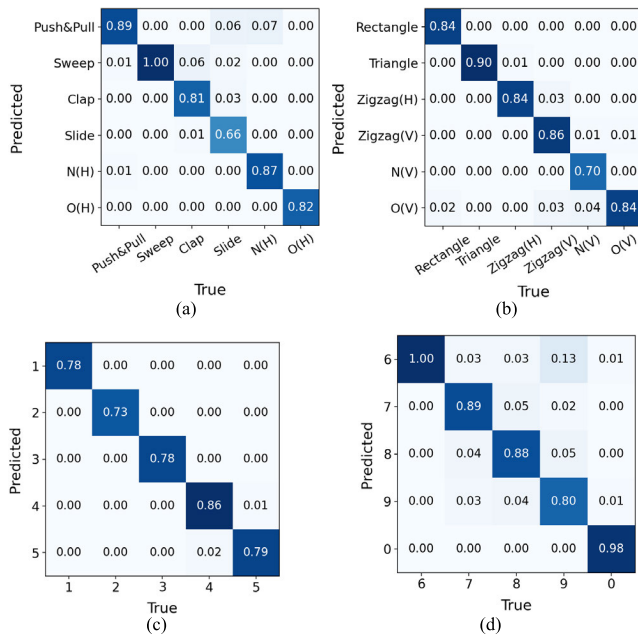 Push&Pull 0.89 0.00 0.00 0.06 0.07 0.00
Sweep 0.01 1.00 0.06 0.02 0.00 0.00
Clap 0.00 0.00 0.81 0.03 0.00 0.00
Slide 0.00 0.00 0.01 0.66 0.00 0.00
N(H) 0.01 0.00 0.00 0.00 0.87 0.00
O(H) 0.00 0.00 0.00 0.00 0.00 0.82
Predicted
Push&Pull Sweep Clap Slide N(H) O(H)
True
(a)
Rectangle 0.84 0.00 0.00 0.00 0.00 0.00
Triangle 0.00 0.90 0.01 0.00 0.00 0.00
Zigzag(H) 0.00 0.00 0.84 0.03 0.00 0.00
Zigzag(V) 0.00 0.00 0.00 0.86 0.01 0.01
N(V) 0.00 0.00 0.00 0.00 0.70 0.00
O(V) 0.02 0.00 0.00 0.03 0.04 0.84
Predicted
Rectangle Triangle Zigzag(H) Zigzag(V) N(V) O(V)
True
(b)
1 0.78 0.00 0.00 0.00 0.00
2 0.00 0.73 0.00 0.00 0.00
3 0.00 0.00 0.78 0.00 0.00
4 0.00 0.00 0.00 0.86 0.01
5 0.00 0.00 0.00 0.02 0.79
Predicted
1 2 3 4 5
True
(c)
6 1.00 0.03 0.03 0.13 0.01
7 0.00 0.89 0.05 0.02 0.00
8 0.00 0.04 0.88 0.05 0.00
9 0.00 0.03 0.04 0.80 0.01
0 0.00 0.00 0.00 0.00 0.98
Predicted
6 7 8 9 0
True
(d)